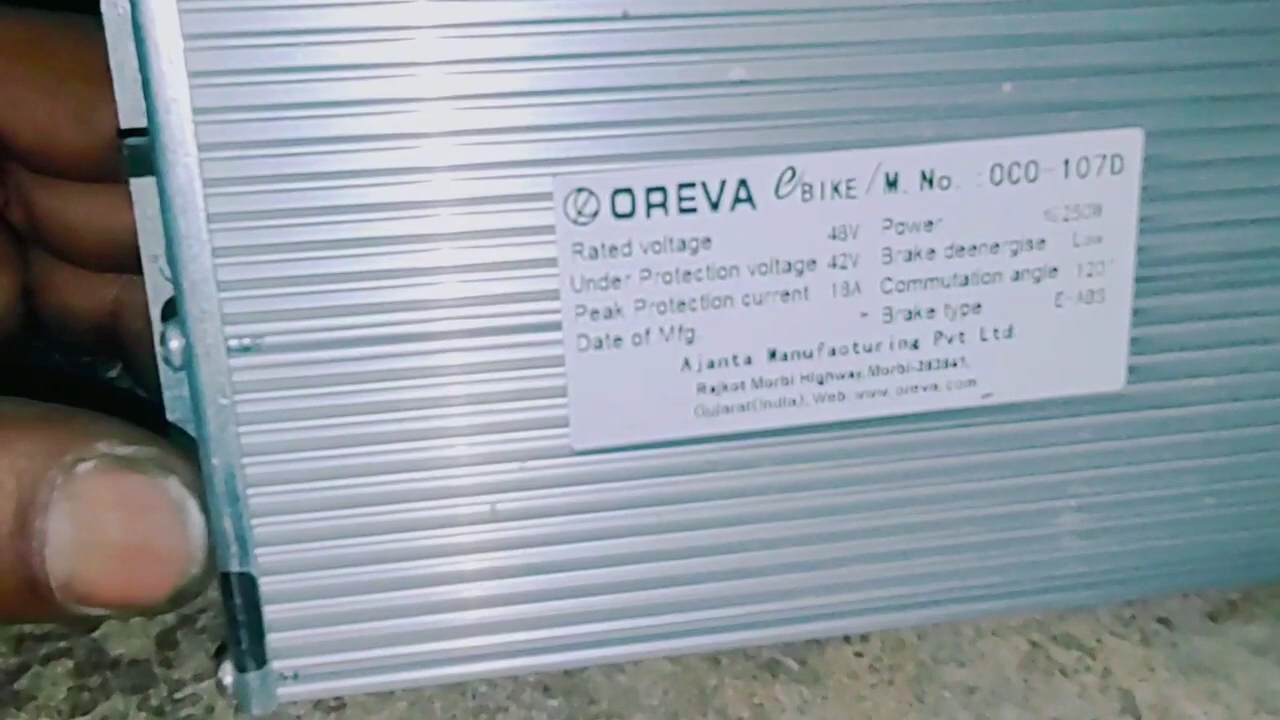 OREVA eBIKE / M. No. : OCO-107D
Rated voltage 48V Power
Under Protection voltage 42V Brake deenergise Low
Peak Protection current 18A Commutation angle 120°
Date of Mfg. - Brake type E-ABS
Ajanta Manufacturing Pvt. Ltd.
Rajkot Morbi Highway, Morbi-363641,
Gujarat(India), Web: www.oreva.com